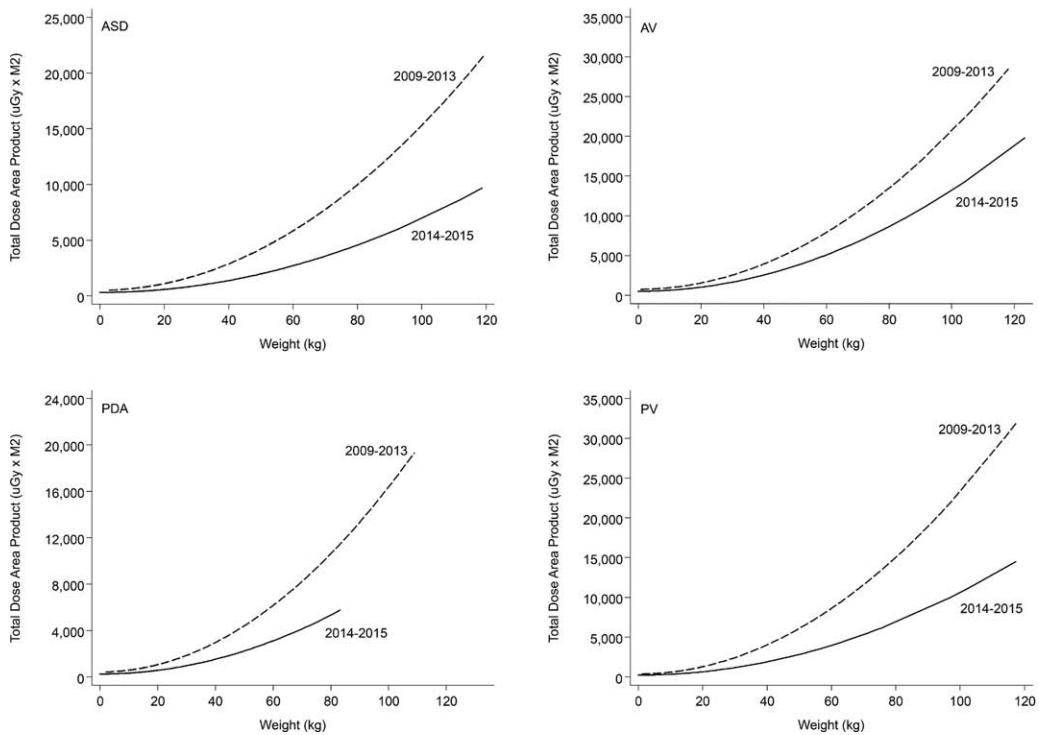 ASD
Total Dose Area Product (uGy x M2)
25,000
20,000
15,000
10,000
5,000
0
2009-2013
2014-2015
0 20 40 60 80 100 120
Weight (kg)
AV
Total Dose Area Product (uGy x M2)
35,000
30,000
25,000
20,000
15,000
10,000
5,000
0
2009-2013
2014-2015
0 20 40 60 80 100 120
Weight (kg)
PDA
Total Dose Area Product (uGy x M2)
24,000
20,000
16,000
12,000
8,000
4,000
0
2009-2013
2014-2015
0 20 40 60 80 100 120
Weight (kg)
PV
Total Dose Area Product (uGy x M2)
35,000
30,000
25,000
20,000
15,000
10,000
5,000
0
2009-2013
2014-2015
0 20 40 60 80 100 120
Weight (kg)